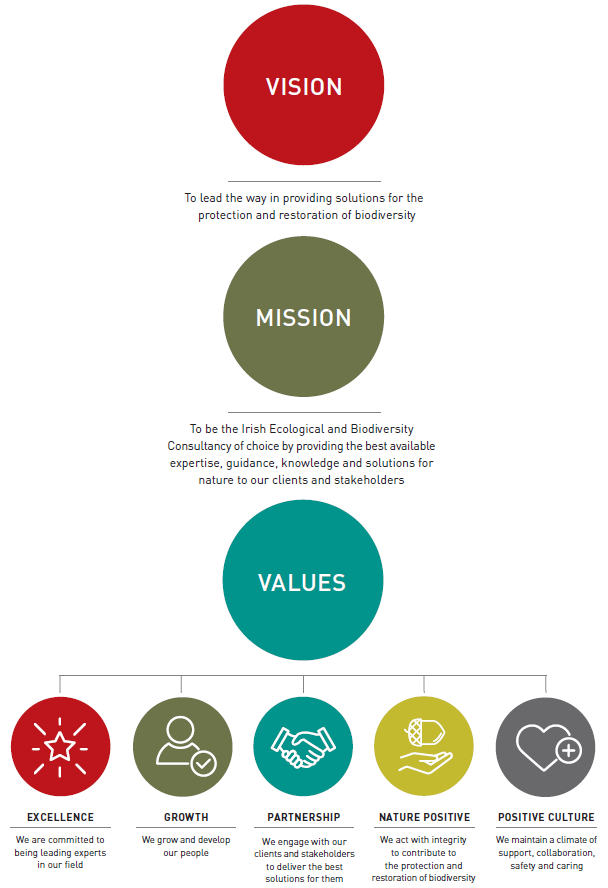 VISION
To lead the way in providing solutions for the
protection and restoration of biodiversity
MISSION
To be the Irish Ecological and Biodiversity
Consultancy of choice by providing the best available
expertise, guidance, knowledge and solutions for
nature to our clients and stakeholders
VALUES
EXCELLENCE
We are committed to
being leading experts
in our field
GROWTH
We grow and develop
our people
PARTNERSHIP
We engage with our
clients and stakeholders
to deliver the best
solutions for them
NATURE POSITIVE
We act with integrity
to contribute to
the protection and
restoration of biodiversity
POSITIVE CULTURE
We maintain a climate of
support, collaboration,
safety and caring